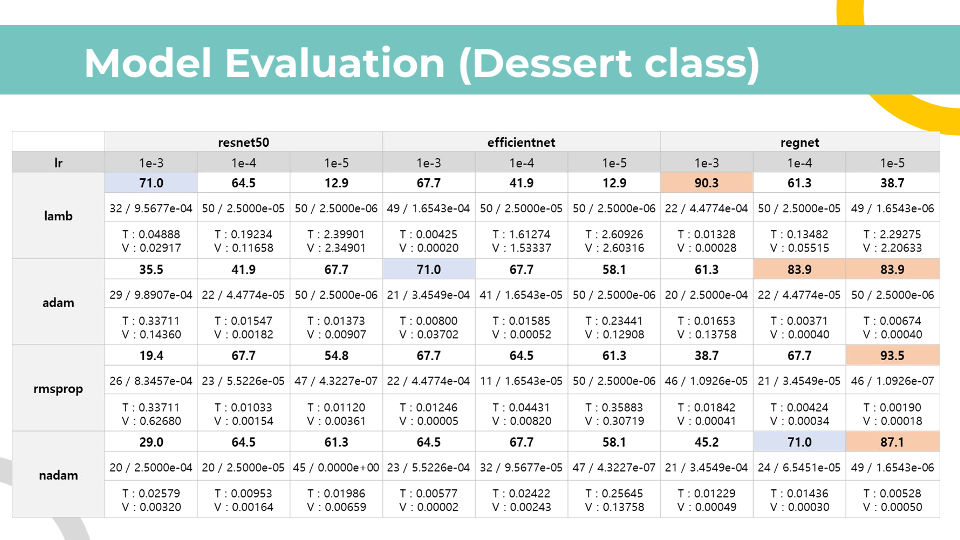 Model Evaluation (Dessert class)
resnet50 efficientnet regnet
lr 1e-3 1e-4 1e-5 1e-3 1e-4 1e-5 1e-3 1e-4 1e-5
lamb
71.0 64.5 12.9 67.7 41.9 12.9 90.3 61.3 38.7
32 / 9.5677e-04 50 / 2.5000e-05 50 / 2.5000e-06 49 / 1.6543e-04 50 / 2.5000e-05 50 / 2.5000e-06 22 / 4.4774e-04 50 / 2.5000e-05 49 / 1.6543e-06
T : 0.04888 T : 0.19234 T : 2.39901 T : 0.00425 T : 1.61274 T : 2.60926 T : 0.01328 T : 0.13482 T : 2.29275
V : 0.02917 V : 0.11658 V : 2.34901 V : 0.00020 V : 1.53337 V : 2.60316 V : 0.00028 V : 0.05515 V : 2.20633
adam
35.5 41.9 67.7 71.0 67.7 58.1 61.3 83.9 83.9
29 / 9.8907e-04 22 / 4.4774e-05 50 / 2.5000e-06 21 / 3.4549e-04 41 / 1.6543e-05 50 / 2.5000e-06 20 / 2.5000e-04 22 / 4.4774e-05 50 / 2.5000e-06
T : 0.33711 T : 0.01547 T : 0.01373 T : 0.00800 T : 0.01585 T : 0.23441 T : 0.01653 T : 0.00371 T : 0.00674
V : 0.14360 V : 0.00182 V : 0.00907 V : 0.03702 V : 0.00052 V : 0.12908 V : 0.13758 V : 0.00040 V : 0.00040
rmsprop
19.4 67.7 54.8 67.7 64.5 61.3 38.7 67.7 93.5
26 / 8.3457e-04 23 / 5.5226e-05 47 / 4.3227e-07 22 / 4.4774e-04 11 / 1.6543e-05 50 / 2.5000e-06 46 / 1.0926e-05 21 / 3.4549e-05 46 / 1.0926e-07
T : 0.33711 T : 0.01033 T : 0.01120 T : 0.01246 T : 0.04431 T : 0.35883 T : 0.01842 T : 0.00424 T : 0.00190
V : 0.62680 V : 0.00154 V : 0.00361 V : 0.00005 V : 0.00820 V : 0.30719 V : 0.00041 V : 0.00034 V : 0.00018
nadam
29.0 64.5 61.3 64.5 67.7 58.1 45.2 71.0 87.1
20 / 2.5000e-04 20 / 2.5000e-05 45 / 0.0000e+00 23 / 5.5226e-04 32 / 9.5677e-05 47 / 4.3227e-07 21 / 3.4549e-04 24 / 6.5451e-05 49 / 1.6543e-06
T : 0.02579 T : 0.00953 T : 0.01986 T : 0.00577 T : 0.02422 T : 0.25645 T : 0.01229 T : 0.01436 T : 0.00528
V : 0.00320 V : 0.00164 V : 0.00659 V : 0.00002 V : 0.00243 V : 0.13758 V : 0.00049 V : 0.00030 V : 0.00050